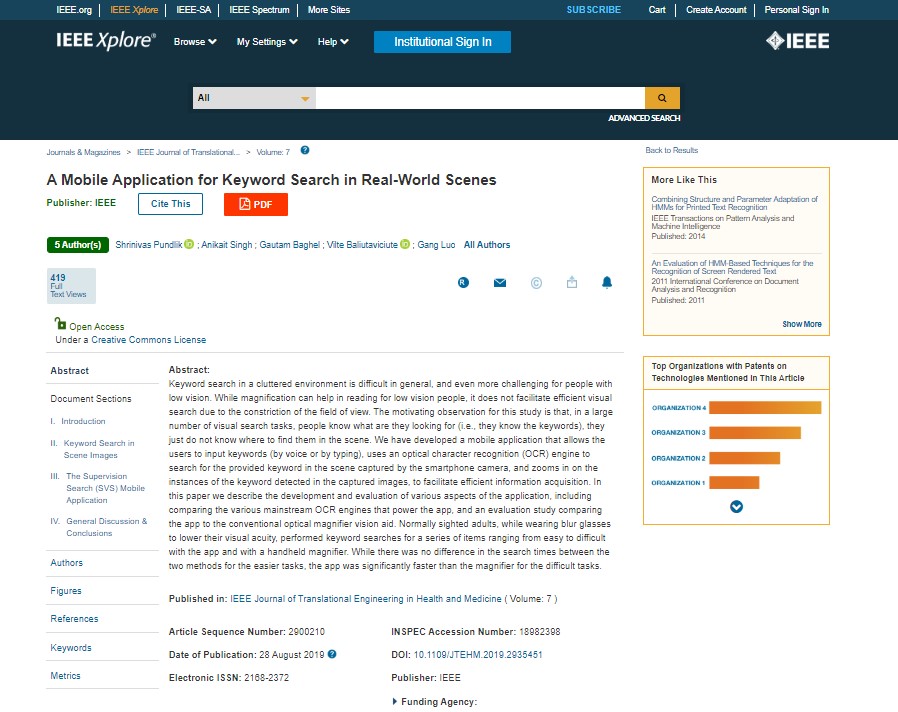 IEEE.org IEEE Xplore IEEE-SA IEEE Spectrum More Sites SUBSCRIBE Cart Create Account Personal Sign In
IEEE Xplore® Browse My Settings Help Institutional Sign In IEEE
All
ADVANCED SEARCH
Journals & Magazines > IEEE Journal of Translational... > Volume: 7 ?
Back to Results
A Mobile Application for Keyword Search in Real-World Scenes
Publisher: IEEE Cite This PDF
5 Author(s) Shrinivas Pundlik iD ; Anikait Singh ; Gautam Baghel ; Vilte Baliutaviciute iD ; Gang Luo All Authors
419
Full
Text Views
R ©
Open Access
Under a Creative Commons License
Abstract
Document Sections
I. Introduction
II. Keyword Search in
Scene Images
III. The Supervision
Search (SVS) Mobile
Application
IV. General Discussion &
Conclusions
Authors
Figures
References
Keywords
Metrics
Abstract:
Keyword search in a cluttered environment is difficult in general, and even more challenging for people with
low vision. While magnification can help in reading for low vision people, it does not facilitate efficient visual
search due to the constriction of the field of view. The motivating observation for this study is that, in a large
number of visual search tasks, people know what are they looking for (i.e., they know the keywords), they
just do not know where to find them in the scene. We have developed a mobile application that allows the
users to input keywords (by voice or by typing), uses an optical character recognition (OCR) engine to
search for the provided keyword in the scene captured by the smartphone camera, and zooms in on the
instances of the keyword detected in the captured images, to facilitate efficient information acquisition. In
this paper we describe the development and evaluation of various aspects of the application, including
comparing the various mainstream OCR engines that power the app, and an evaluation study comparing
the app to the conventional optical magnifier vision aid. Normally sighted adults, while wearing blur glasses
to lower their visual acuity, performed keyword searches for a series of items ranging from easy to difficult
with the app and with a handheld magnifier. While there was no difference in the search times between the
two methods for the easier tasks, the app was significantly faster than the magnifier for the difficult tasks.
Published in: IEEE Journal of Translational Engineering in Health and Medicine ( Volume: 7 )
Article Sequence Number: 2900210
Date of Publication: 28 August 2019 ?
Electronic ISSN: 2168-2372
INSPEC Accession Number: 18982398
DOI: 10.1109/JTEHM.2019.2935451
Publisher: IEEE
Funding Agency:
More Like This
Combining Structure and Parameter Adaptation of
HMMs for Printed Text Recognition
IEEE Transactions on Pattern Analysis and
Machine Intelligence
Published: 2014
An Evaluation of HMM-Based Techniques for the
Recognition of Screen Rendered Text
2011 International Conference on Document
Analysis and Recognition
Published: 2011
Show More
Top Organizations with Patents on
Technologies Mentioned In This Article
ORGANIZATION 4
ORGANIZATION 3
ORGANIZATION 2
ORGANIZATION 1